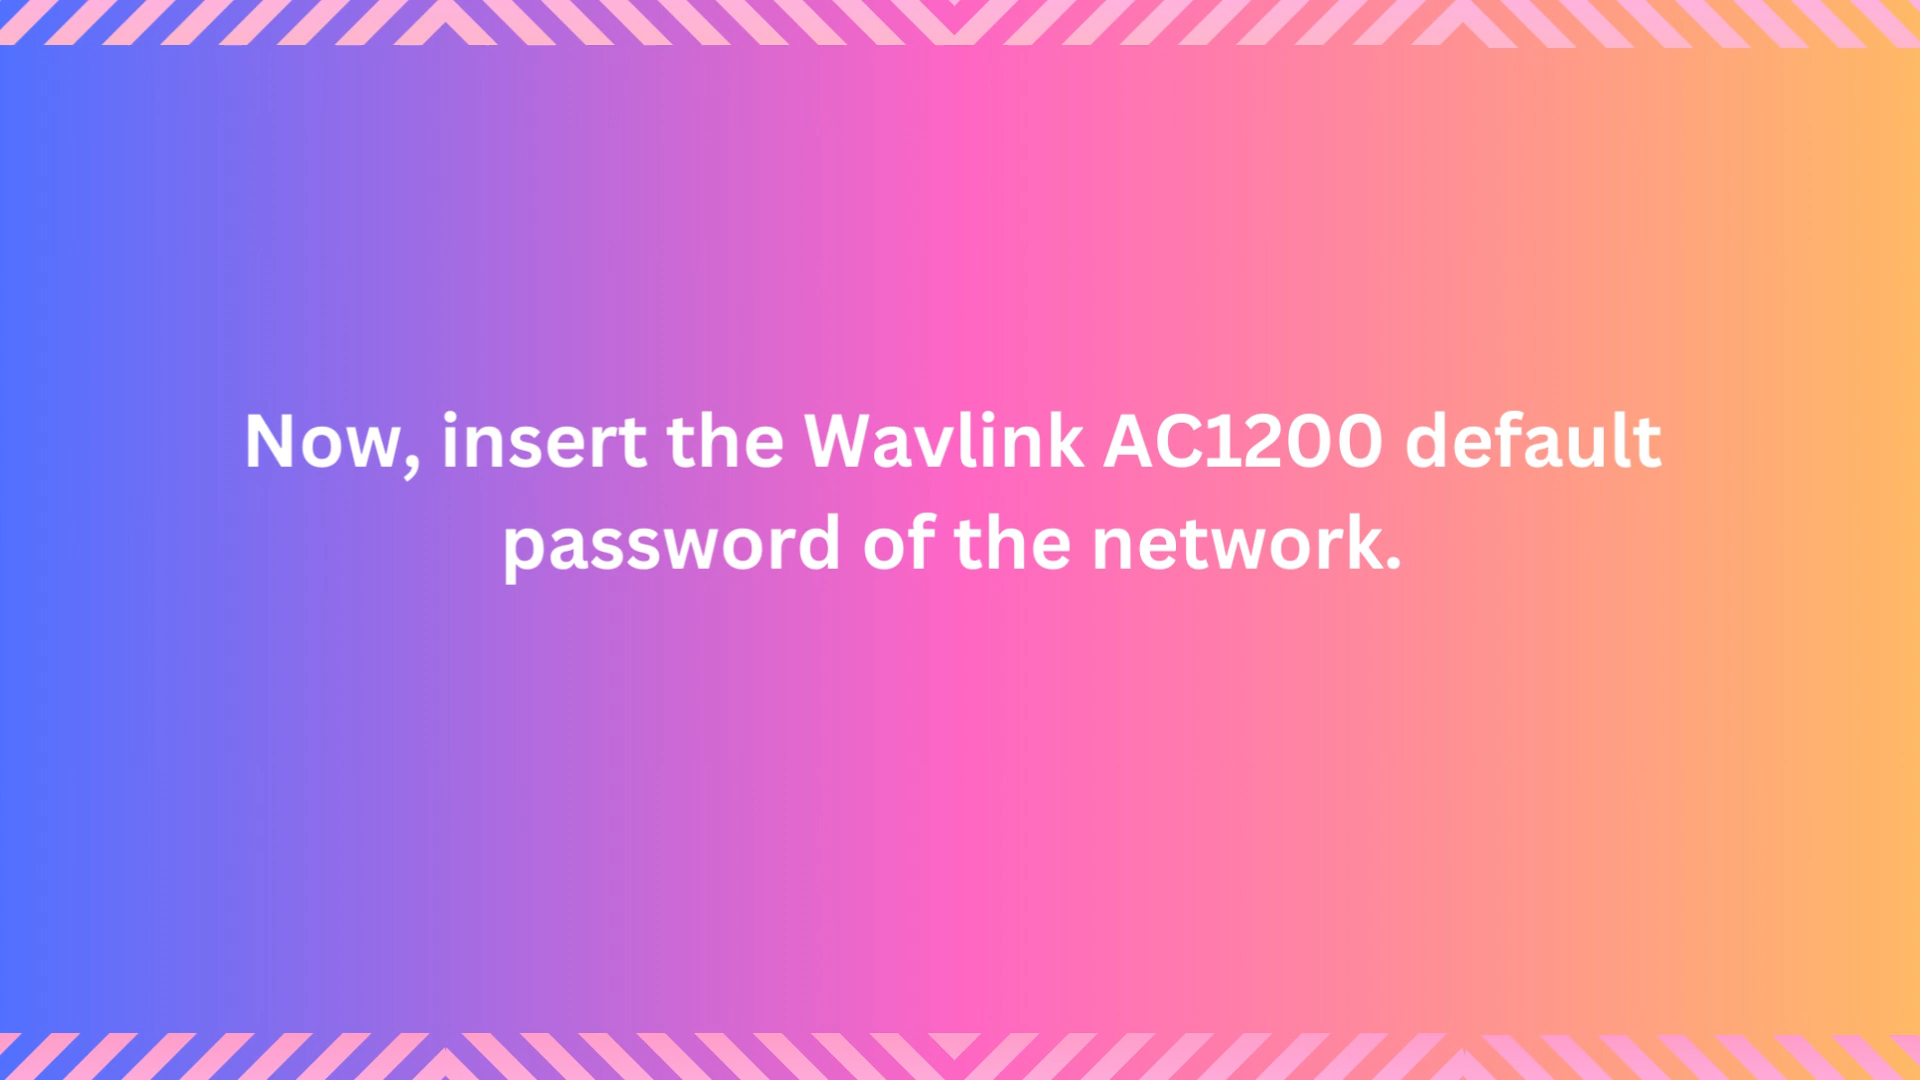 Now, insert the Wavlink AC1200 default
password of the network.